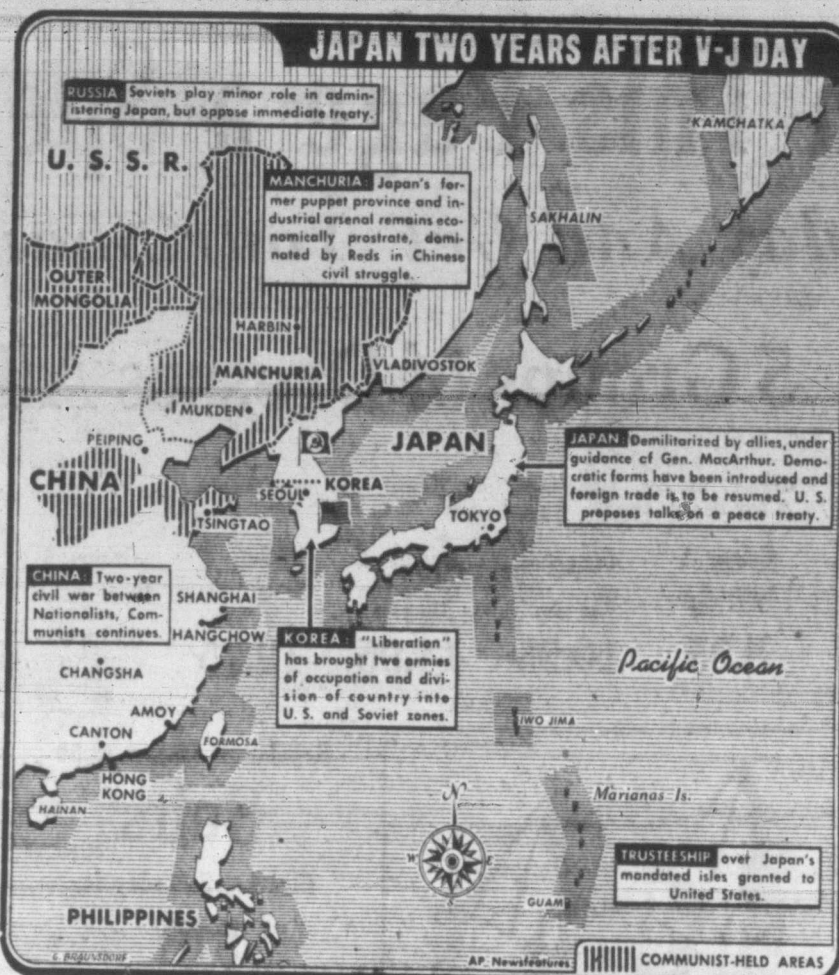 JAPAN TWO YEARS AFTER V-J DAY
RUSSIA: Soviets play minor role in admin-
istering Japan, but oppose immediate treaty.
KAMCHATKA
U. S. S. R.
MANCHURIA: Japan's for-
mer puppet province and in-
dustrial arsenal remains eco-
nomically prostrate, domi-
nated by Reds in Chinese
civil struggle.
SAKHALIN
OUTER
MONGOLIA
HARBIN
MANCHURIA
VLADIVOSTOK
MUKDEN
PEIPING
JAPAN
JAPAN: Demilitarized by allies, under
guidance of Gen. MacArthur. Demo-
cratic forms have been introduced and
foreign trade is to be resumed. U. S.
proposes talks on a peace treaty.
CHINA
SEOUL
KOREA
TSINGTAO
TOKYO
CHINA: Two-year
civil war between
Nationalists, Com-
munists continues.
SHANGHAI
HANGCHOW
KOREA: "Liberation"
has brought two armies
of occupation and divi-
sion of country into
U. S. and Soviet zones.
Pacific Ocean
CHANGSHA
AMOY
CANTON
FORMOSA
IWO JIMA
HONG
KONG
HAINAN
N
W
E
S
Marianas Is.
TRUSTEESHIP over Japan's
mandated isles granted to
United States.
GUAM
PHILIPPINES
AP Newsfeatures
COMMUNIST-HELD AREAS